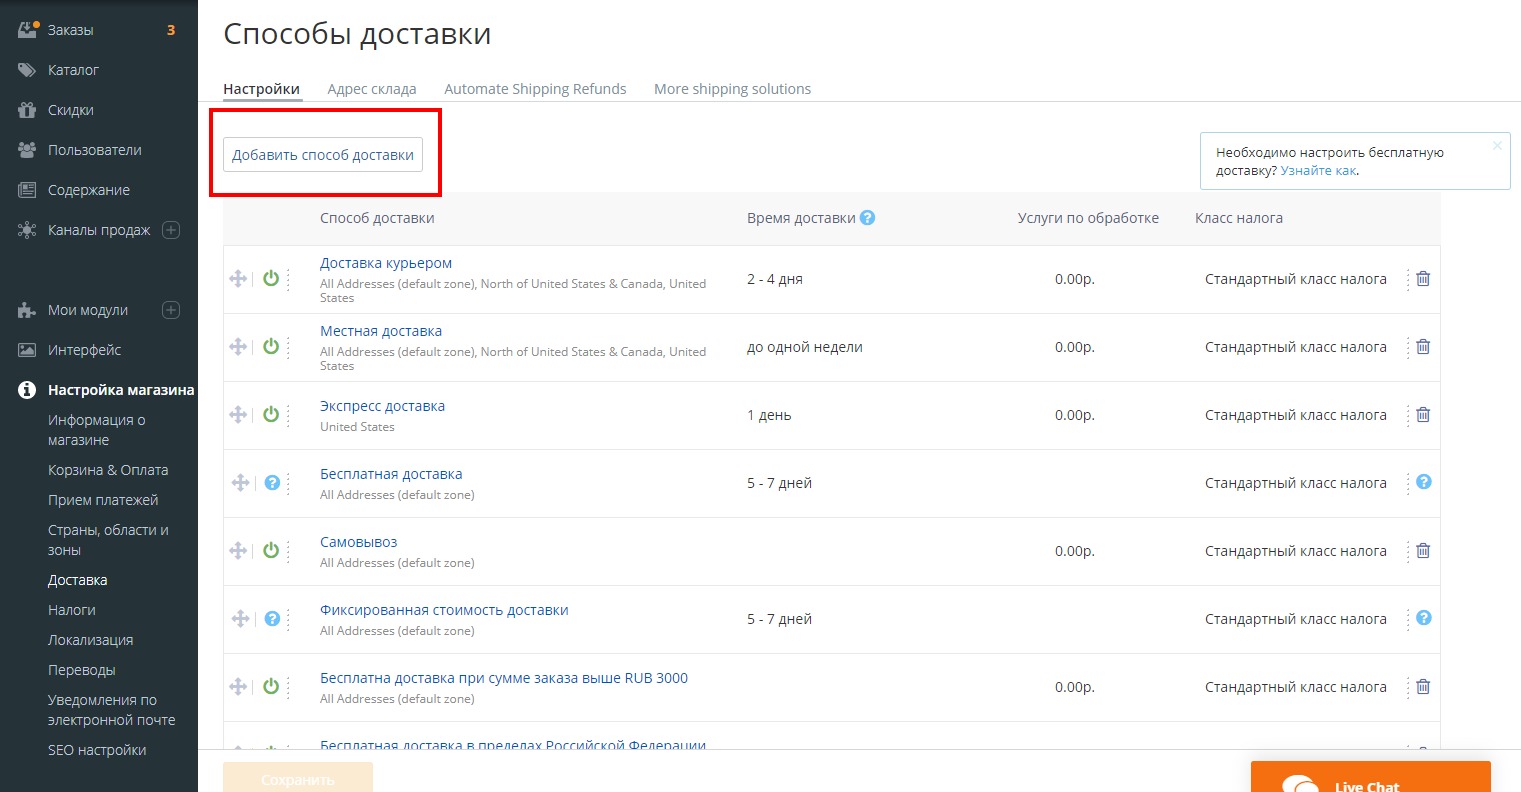 Заказы
3
Каталог
Скидки
Пользователи
Содержание
Каналы продаж
Мои модули
Интерфейс
Настройка магазина
Информация о
магазине
Корзина & Оплата
Прием платежей
Страны, области и
зоны
Доставка
Налоги
Локализация
Переводы
Уведомления по
электронной почте
SEO настройки
Способы доставки
Настройки
Адрес склада
Automate Shipping Refunds
More shipping solutions
Добавить способ доставки
Необходимо настроить бесплатную
доставку? Узнайте как.
Способ доставки
Время доставки
Услуги по обработке
Класс налога
Доставка курьером
All Addresses (default zone), North of United States & Canada, United
States
2 - 4 дня
0.00р.
Стандартный класс налога
Местная доставка
All Addresses (default zone), North of United States & Canada, United
States
до одной недели
0.00р.
Стандартный класс налога
Экспресс доставка
United States
1 день
0.00р.
Стандартный класс налога
Бесплатная доставка
All Addresses (default zone)
5 - 7 дней
Стандартный класс налога
Самовывоз
All Addresses (default zone)
0.00р.
Стандартный класс налога
Фиксированная стоимость доставки
All Addresses (default zone)
5 - 7 дней
Стандартный класс налога
Бесплатна доставка при сумме заказа выше RUB 3000
All Addresses (default zone)
0.00р.
Стандартный класс налога
Бесплатная доставка в пределах Российской Федерации
Сохранить
Live Chat